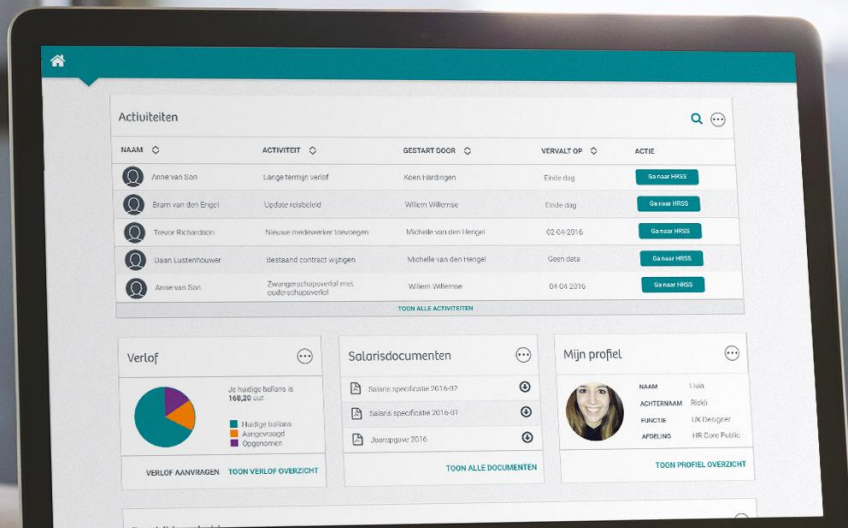 Activiteiten
NAAM ACTIVITEIT GESTART DOOR VERVALT OP ACTIE
Anne van Son Lange termijn verlof Koen Hardingen Einde dag Ga naar HRSS
Bram van den Engel Update reisbeleid Willem Willemse Einde dag Ga naar HRSS
Trevor Richardson Nieuwe medewerker toevoegen Michelle van den Hengel 02-04-2016 Ga naar HRSS
Daan Lustenhouwer Bestaand contract wijtigen Michelle van den Hengel Geen data Ga naar HRSS
Anne van Son Zwangerschapsverlof met Willem Willemse 04-04-2016 Ga naar HRSS
ouderschapsverlof
TOON ALLE ACTIVITEITEN
Verlof
Je huidige ballans is
168,20 uur.
Huidige ballans
Aangevraagd
Opgenomen
VERLOF AANVRAGEN TOON VERLOF OVERZICHT
Salarisdocumenten
Salaris specificatie 2016-02
Salaris specificatie 2016-01
Jaaropgave 2016
TOON ALLE DOCUMENTEN
Mijn profiel
NAAM Livia
ACHTERNAAM Rickli
FUNCTIE UX Designer
AFDELING HR Core Public
TOON PROFIEL OVERZICHT